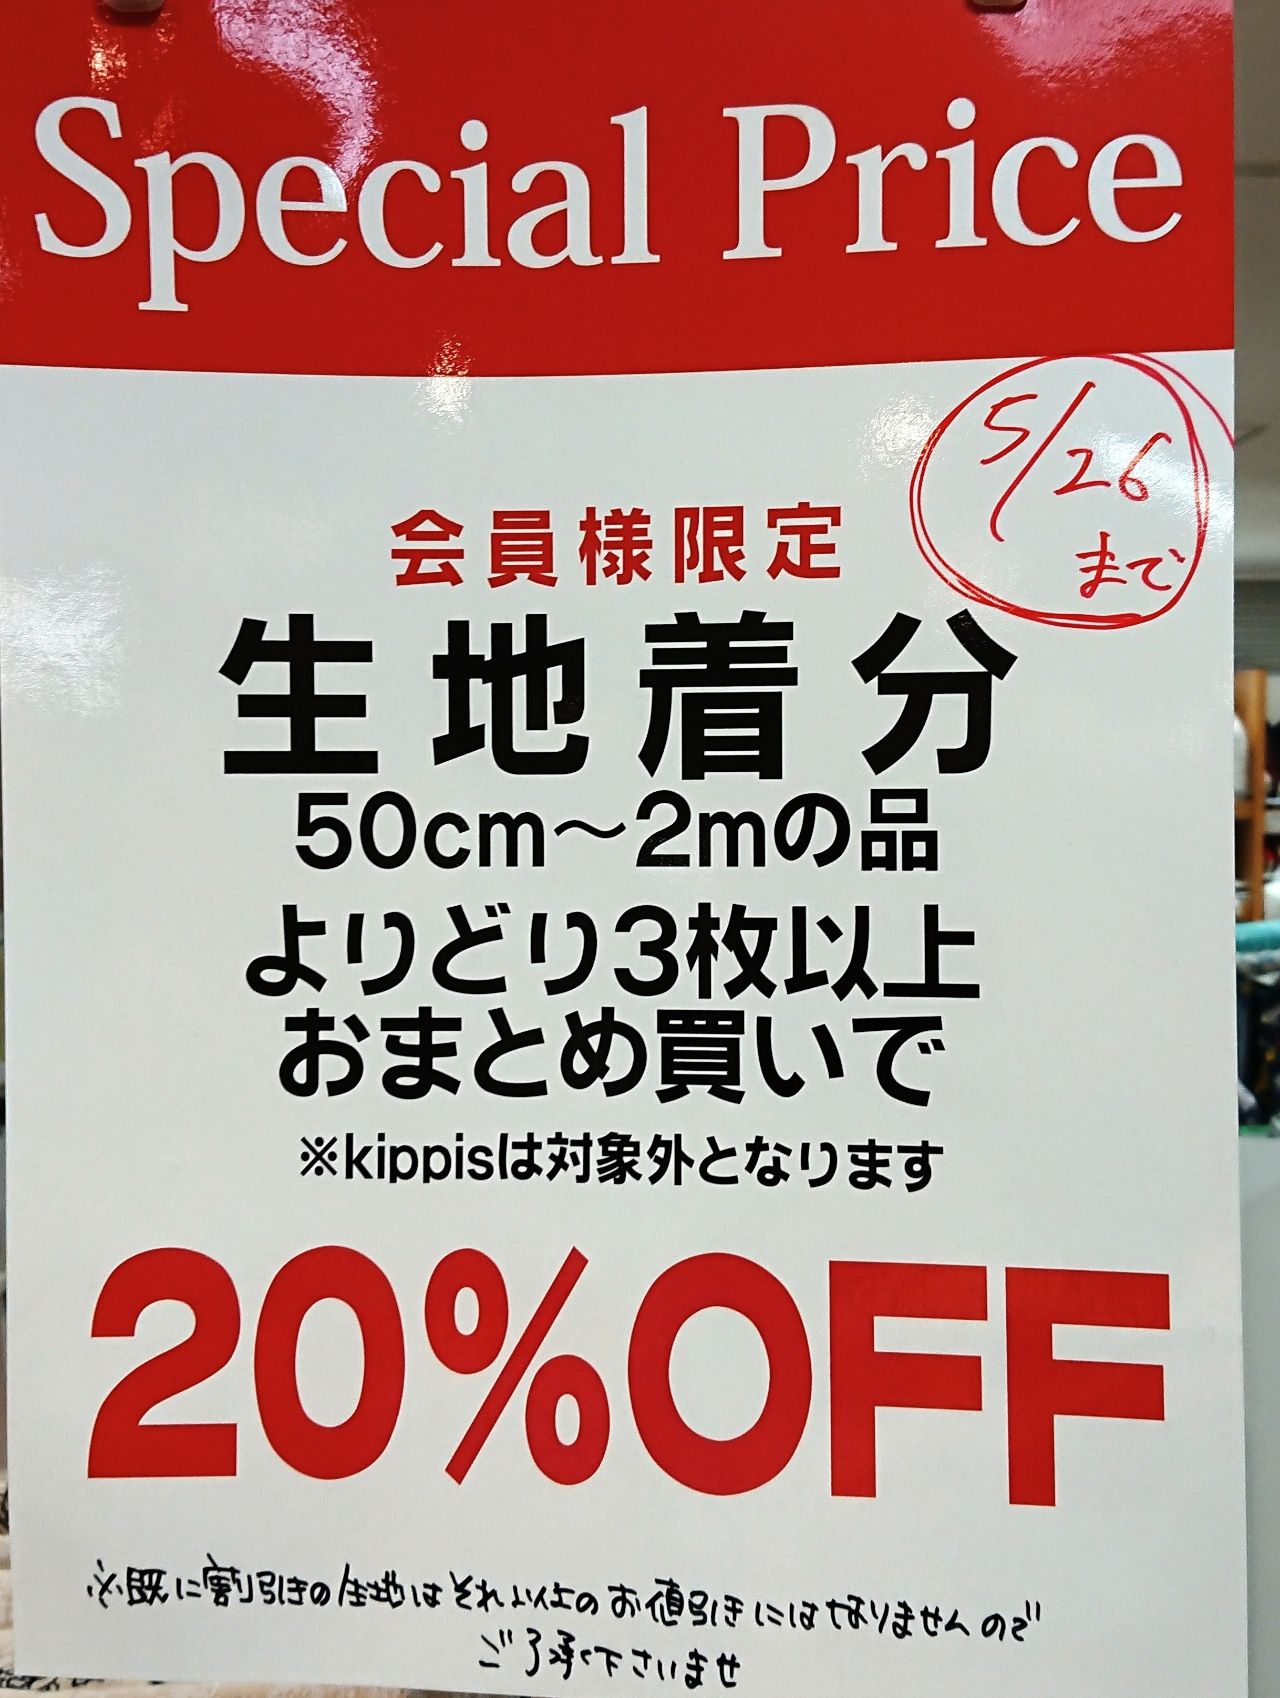 Special Price
5/26
まで
会員様限定
生地着分
50cm～2mの品
よりどり3枚以上
おまとめ買いで
※kippisは対象外となります
20%OFF
※既に割引きの生地はそれ以上のお値引きにはなりませんので
ご了承下さいませ